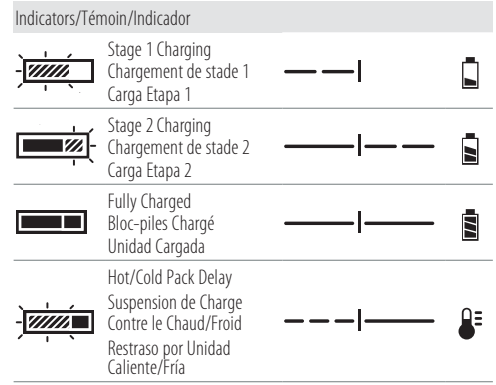 Indicators/Témoin/Indicador
Stage 1 Charging
Chargement de stade 1
Carga Etapa 1
Stage 2 Charging
Chargement de stade 2
Carga Etapa 2
Fully Charged
Bloc-piles Chargé
Unidad Cargada
Hot/Cold Pack Delay
Suspension de Charge
Contre le Chaud/Froid
Restraso por Unidad
Caliente/Fría